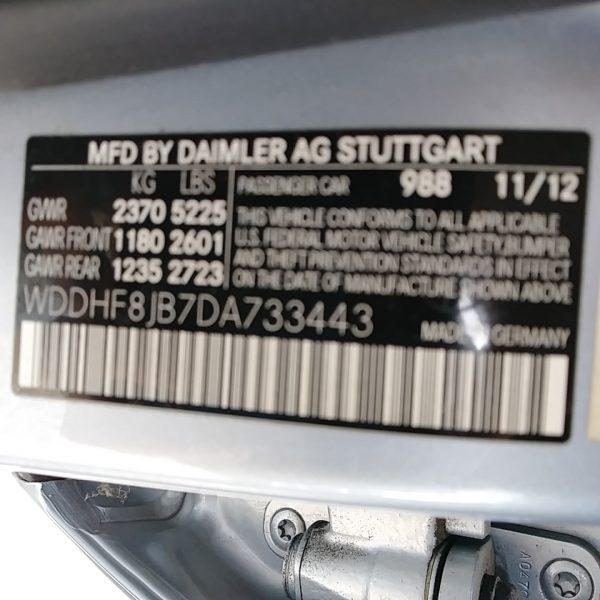 MFD BY DAIMLER AG STUTTGART
KG LBS
GWR 2370 5225
GAWR FRONT 1180 2601
GAWR REAR 1235 2723
PASSENGER CAR 988 11/12
THIS VEHICLE CONFORMS TO ALL APPLICABLE
U.S. FEDERAL MOTOR VEHICLE SAFETY, BUMPER
AND THEFT PREVENTION STANDARDS IN EFFECT
ON THE DATE OF MANUFACTURE
WDDHF8JB7DA733443
MADE IN GERMANY